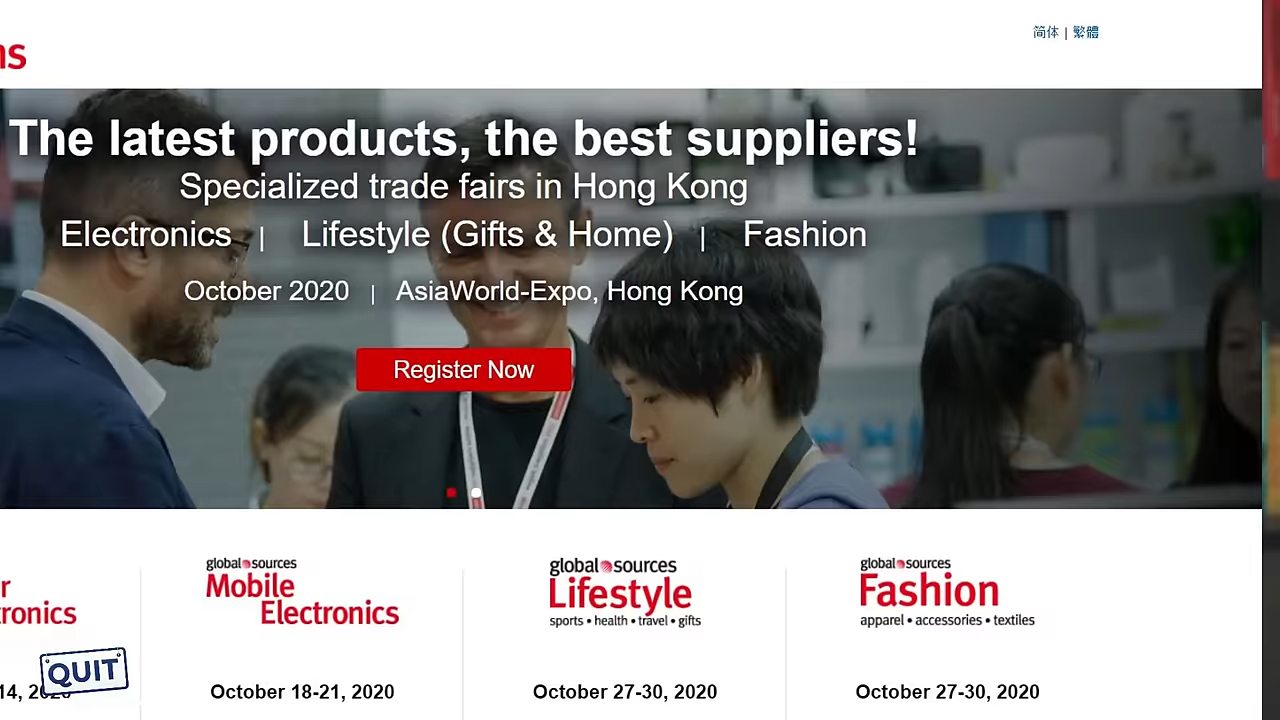 ns
简体 | 繁體
The latest products, the best suppliers!
Specialized trade fairs in Hong Kong
Electronics | Lifestyle (Gifts & Home) | Fashion
October 2020 | AsiaWorld-Expo, Hong Kong
Register Now
global sources
Mobile
Electronics
global sources
Lifestyle
sports • health • travel • gifts
global sources
Fashion
apparel • accessories • textiles
r
tronics
QUIT
October 18-21, 2020
October 27-30, 2020
October 27-30, 2020